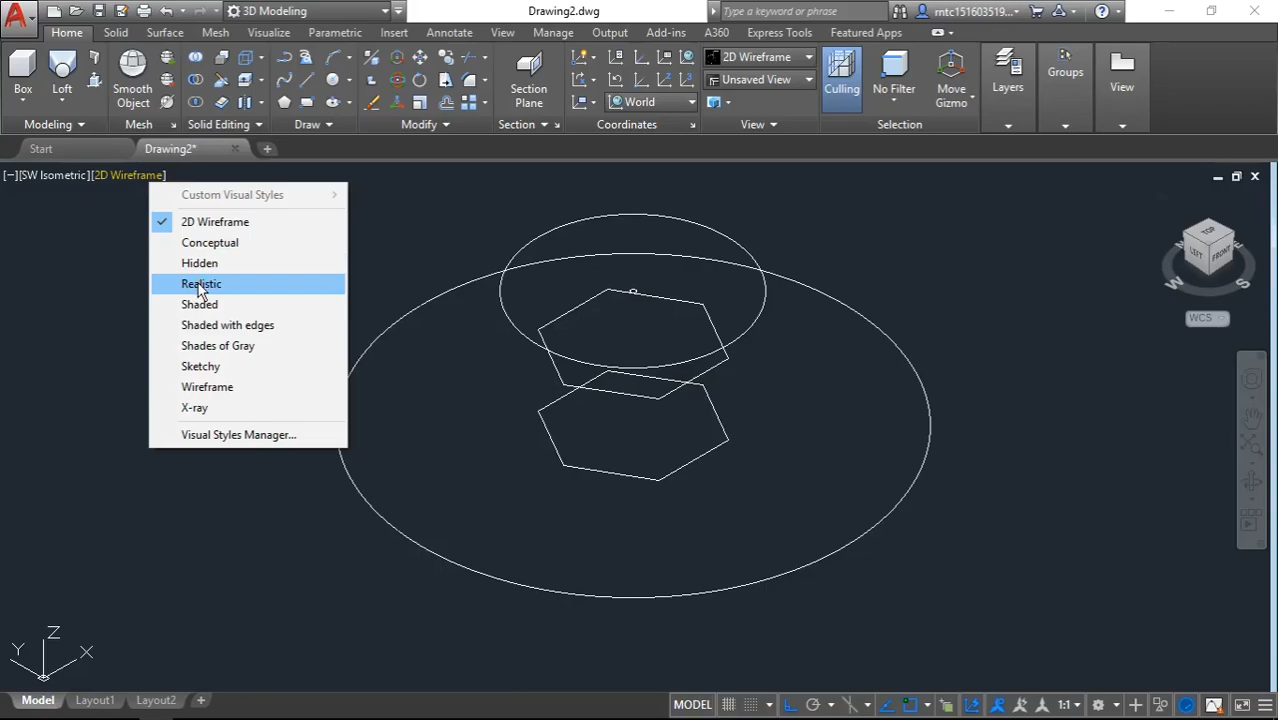 A 3D Modeling Drawing2.dwg Type a keyword or phrase rntc151603519... ?
Home Solid Surface Mesh Visualize Parametric Insert Annotate View Manage Output Add-ins A360 Express Tools Featured Apps
2D Wireframe
Unsaved View
World
Box Loft Smooth Object Section Plane Culling No Filter Move Gizmo Layers Groups View
Modeling Mesh Solid Editing Draw Modify Section Coordinates View Selection
Start Drawing2* +
[−][SW Isometric][2D Wireframe]
Custom Visual Styles
2D Wireframe
Conceptual
Hidden
Realistic
Shaded
Shaded with edges
Shades of Gray
Sketchy
Wireframe
X-ray
Visual Styles Manager...
TOP
LEFT FRONT
W S
WCS
Z
Y X
Model Layout1 Layout2 + MODEL 1:1